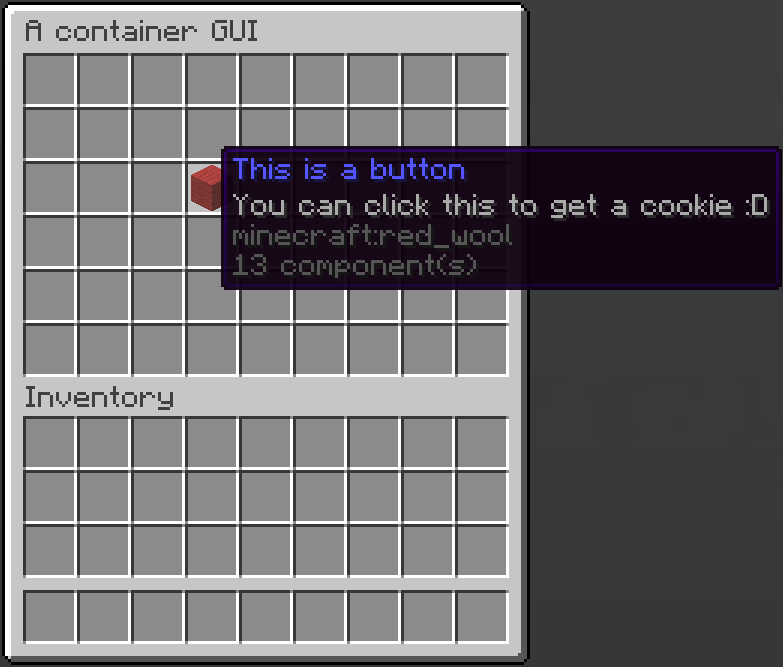 A container GUI
This is a button
You can click this to get a cookie :D
minecraft:red_wool
13 component(s)
Inventory